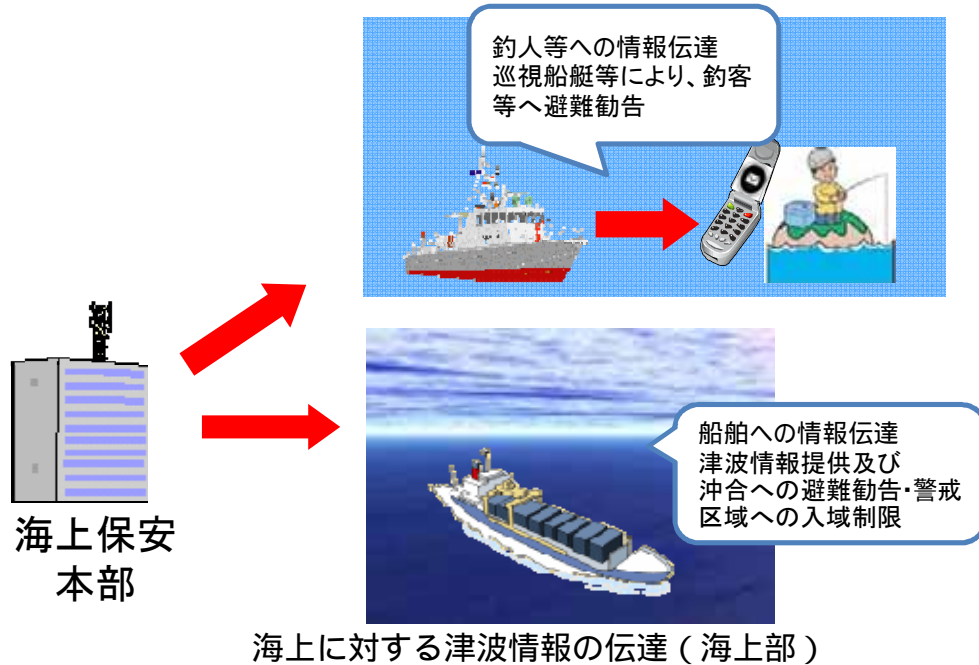 釣人等への情報伝達
巡視船艇等により、釣客
等へ避難勧告
船舶への情報伝達
津波情報提供及び
沖合への避難勧告・警戒
区域への入域制限
海上保安
本部
海上に対する津波情報の伝達（海上部）